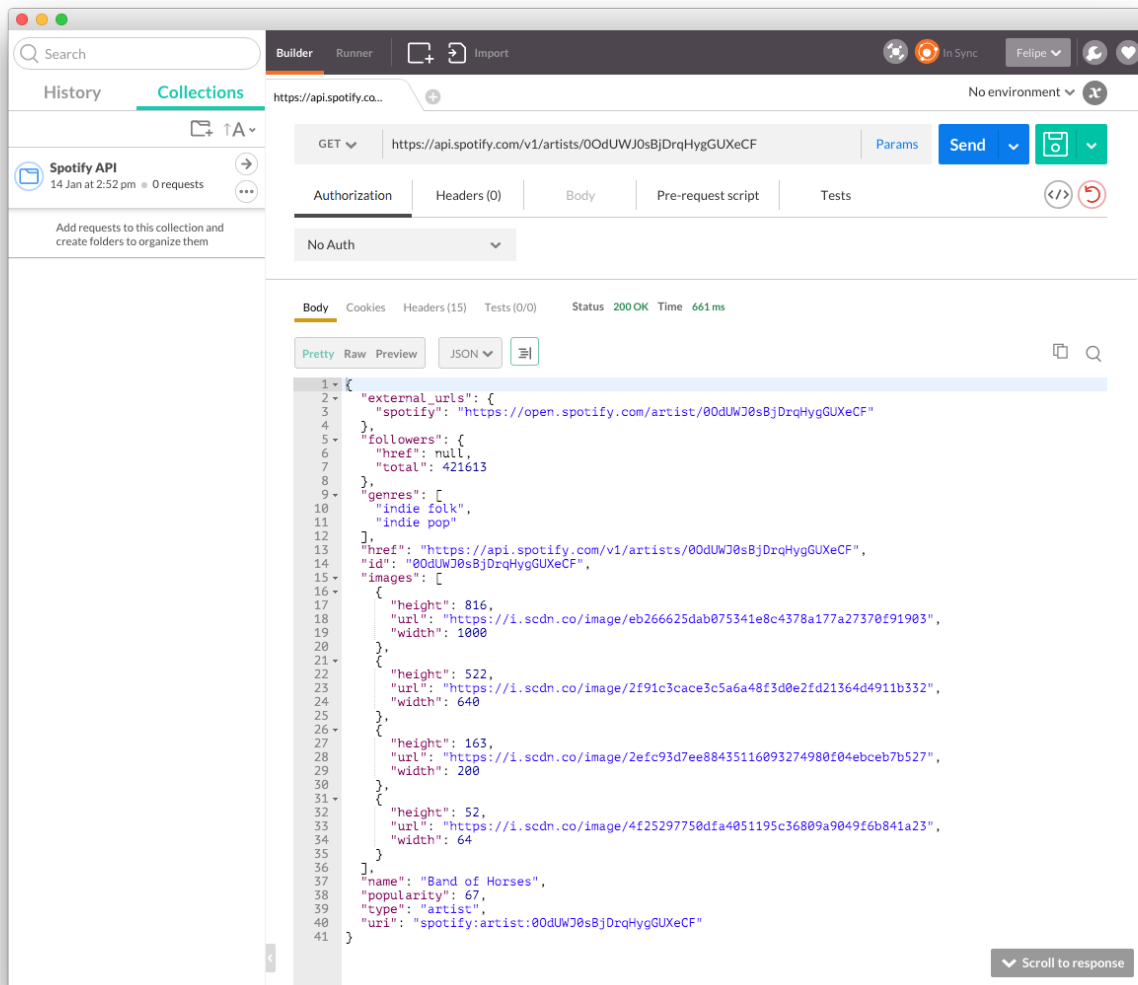 Search
History
Collections
↑A
Spotify API
14 Jan at 2:52 pm ● 0 requests
Add requests to this collection and
create folders to organize them
Builder
Runner
Import
In Sync
Felipe
https://api.spotify.co...
No environment
x
GET
https://api.spotify.com/v1/artists/0OdUWJ0sBjDrqHygGUXeCF
Params
Send
Authorization
Headers (0)
Body
Pre-request script
Tests
</>
No Auth
Body
Cookies
Headers (15)
Tests (0/0)
Status 200 OK Time 661 ms
Pretty Raw Preview
JSON
1 {
2 "external_urls": {
3 "spotify": "https://open.spotify.com/artist/0OdUWJ0sBjDrqHygGUXeCF"
4 },
5 "followers": {
6 "href": null,
7 "total": 421613
8 },
9 "genres": [
10 "indie folk",
11 "indie pop"
12 ],
13 "href": "https://api.spotify.com/v1/artists/0OdUWJ0sBjDrqHygGUXeCF",
14 "id": "0OdUWJ0sBjDrqHygGUXeCF",
15 "images": [
16 {
17 "height": 816,
18 "url": "https://i.scdn.co/image/eb266625dab075341e8c4378a177a27370f91903",
19 "width": 1000
20 },
21 {
22 "height": 522,
23 "url": "https://i.scdn.co/image/2f91c3cace3c5a6a48f3d0e2fd21364d4911b332",
24 "width": 640
25 },
26 {
27 "height": 163,
28 "url": "https://i.scdn.co/image/2efc93d7ee88435116093274980f04ebceb7b527",
29 "width": 200
30 },
31 {
32 "height": 52,
33 "url": "https://i.scdn.co/image/4f25297750dfa4051195c36809a9049f6b841a23",
34 "width": 64
35 }
36 ],
37 "name": "Band of Horses",
38 "popularity": 67,
39 "type": "artist",
40 "uri": "spotify:artist:0OdUWJ0sBjDrqHygGUXeCF"
41 }
Scroll to response